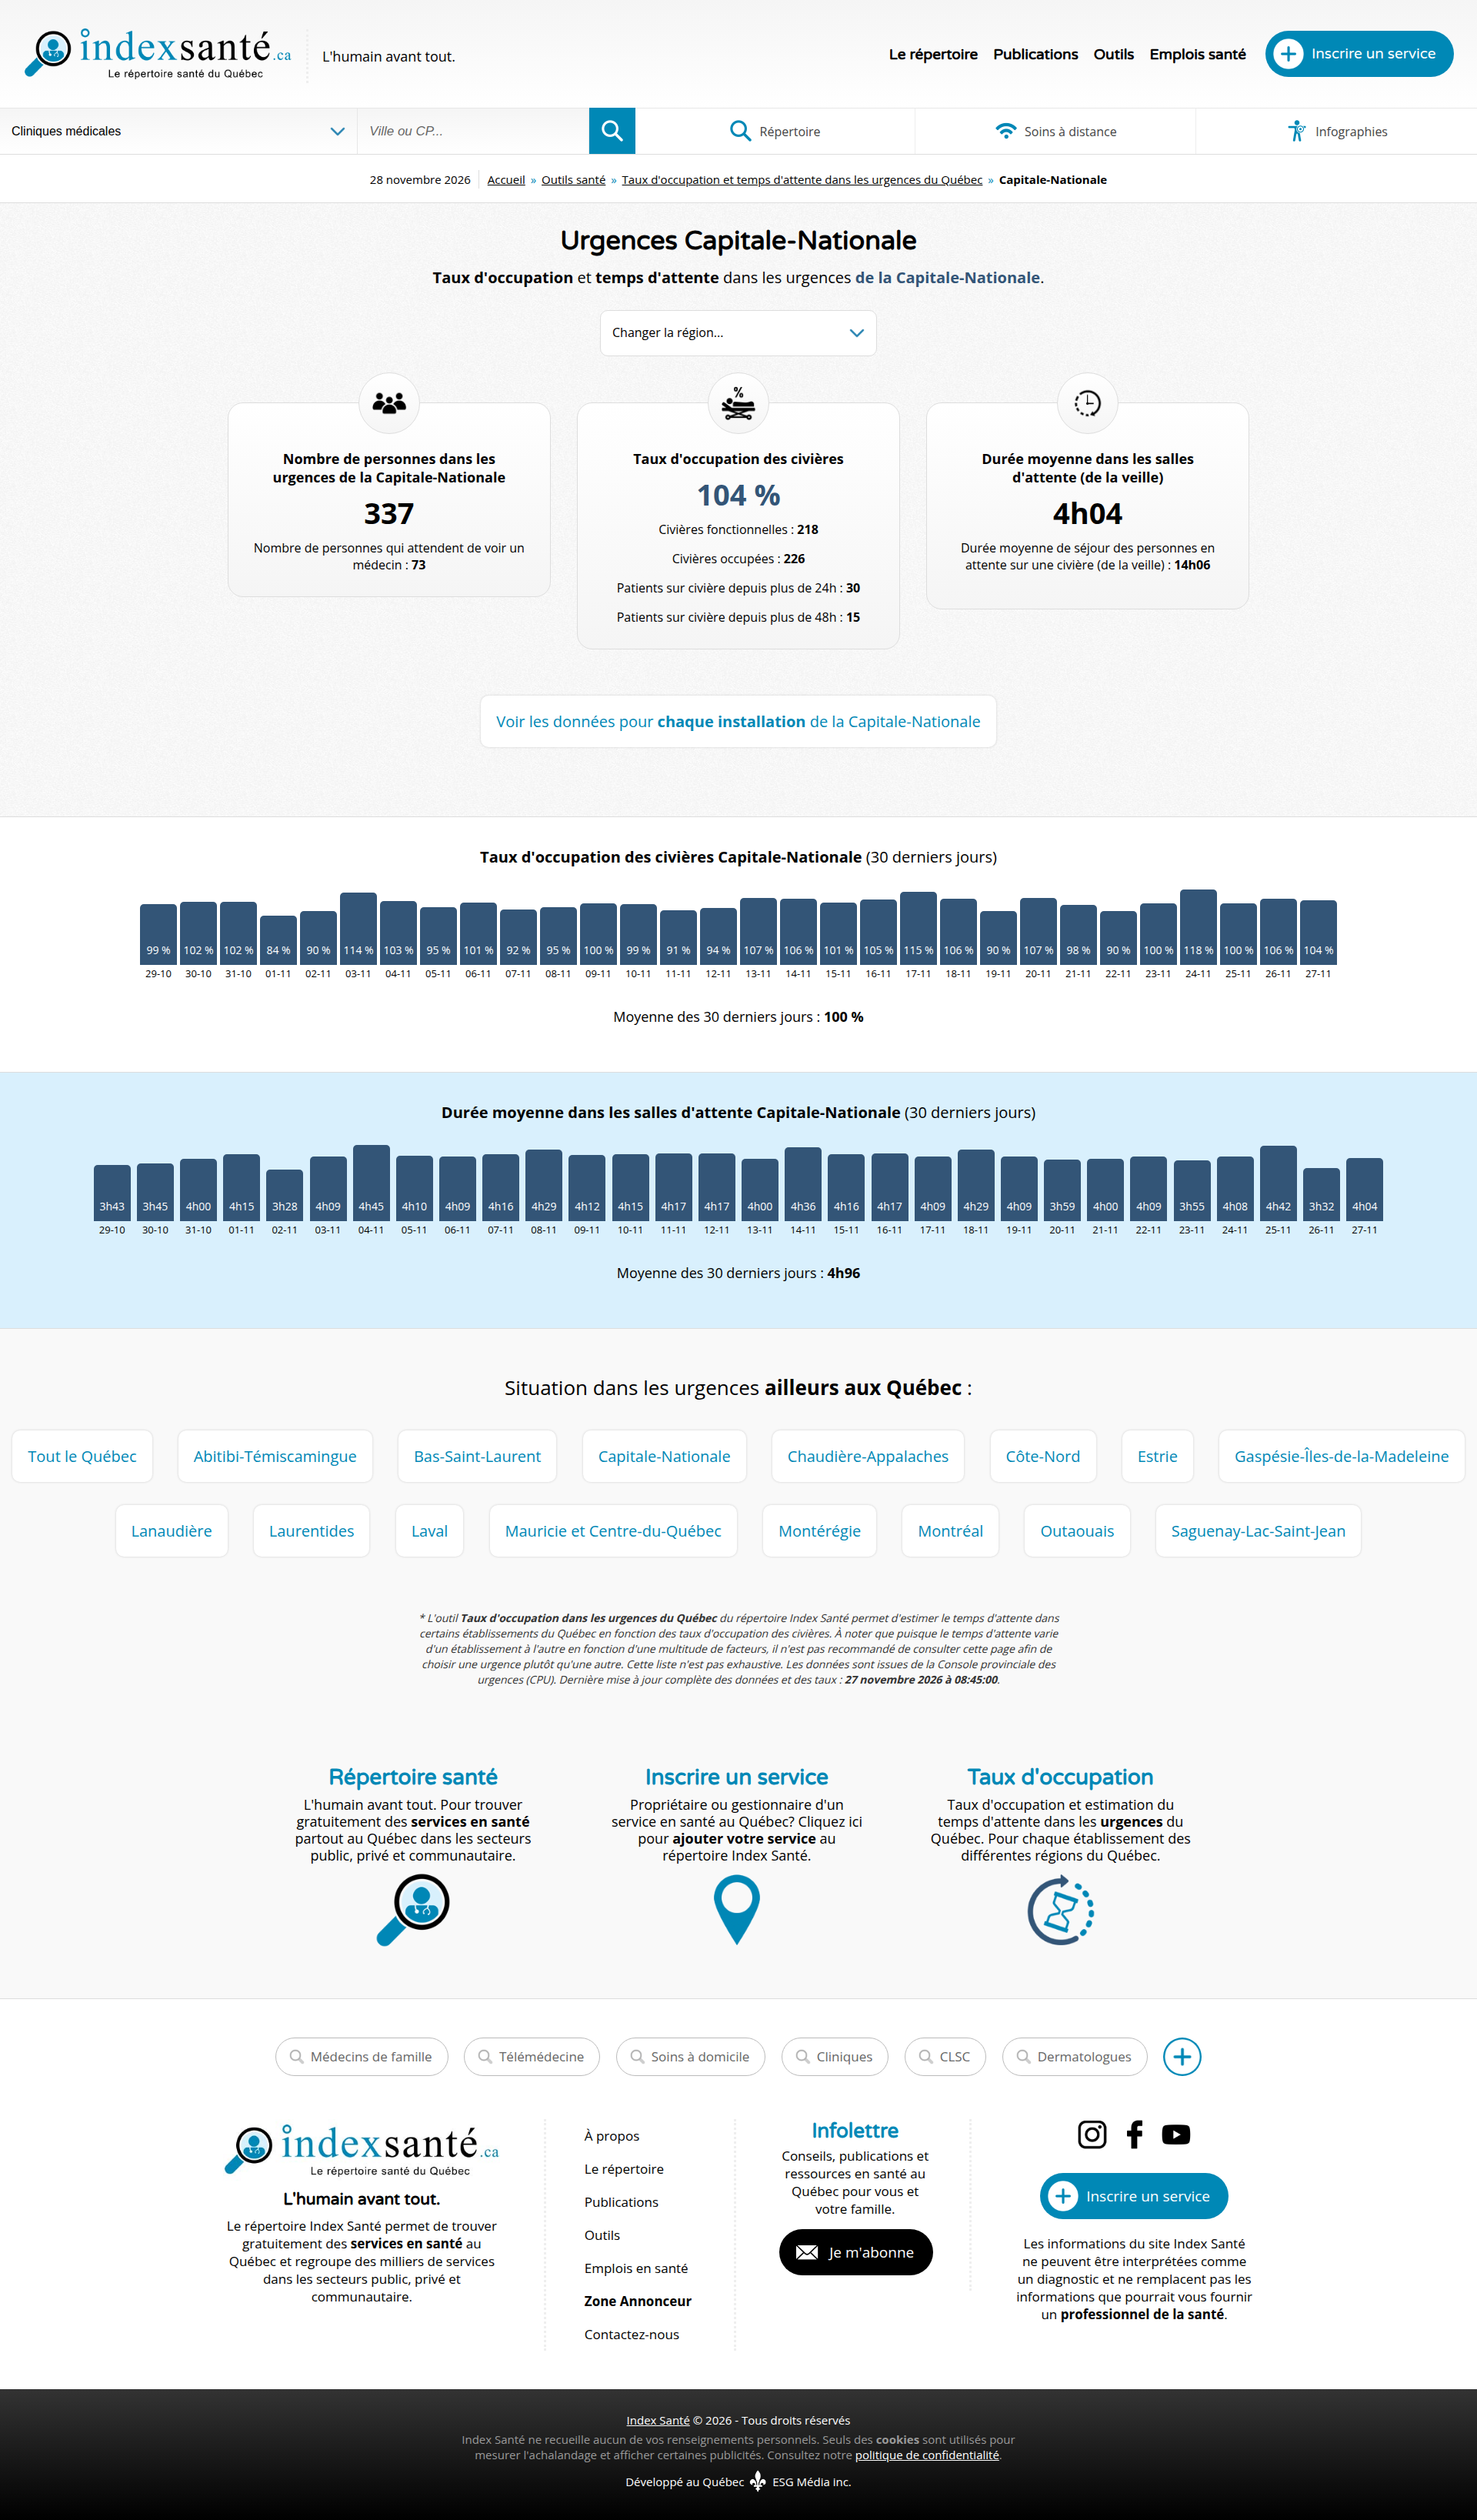 indexsanté.ca
Le répertoire santé du Québec
L'humain avant tout.
Le répertoire Publications Outils Emplois santé Inscrire un service
Cliniques médicales
Ville ou CP...
Répertoire
Soins à distance
Infographies
28 novembre 2026 Accueil » Outils santé » Taux d'occupation et temps d'attente dans les urgences du Québec » Capitale-Nationale
Urgences Capitale-Nationale
Taux d'occupation et temps d'attente dans les urgences de la Capitale-Nationale.
Changer la région...
Nombre de personnes dans les
urgences de la Capitale-Nationale
337
Nombre de personnes qui attendent de voir un
médecin : 73
%
Taux d'occupation des civières
104 %
Civières fonctionnelles : 218
Civières occupées : 226
Patients sur civière depuis plus de 24h : 30
Patients sur civière depuis plus de 48h : 15
Durée moyenne dans les salles
d'attente (de la veille)
4h04
Durée moyenne de séjour des personnes en
attente sur une civière (de la veille) : 14h06
Voir les données pour chaque installation de la Capitale-Nationale
Taux d'occupation des civières Capitale-Nationale (30 derniers jours)
99 % 102 % 102 % 84 % 90 % 114 % 103 % 95 % 101 % 92 % 95 % 100 % 99 % 91 % 94 % 107 % 106 % 101 % 105 % 115 % 106 % 90 % 107 % 98 % 90 % 100 % 118 % 100 % 106 % 104 %
29-10 30-10 31-10 01-11 02-11 03-11 04-11 05-11 06-11 07-11 08-11 09-11 10-11 11-11 12-11 13-11 14-11 15-11 16-11 17-11 18-11 19-11 20-11 21-11 22-11 23-11 24-11 25-11 26-11 27-11
Moyenne des 30 derniers jours : 100 %
Durée moyenne dans les salles d'attente Capitale-Nationale (30 derniers jours)
3h43 3h45 4h00 4h15 3h28 4h09 4h45 4h10 4h09 4h16 4h29 4h12 4h15 4h17 4h17 4h00 4h36 4h16 4h17 4h09 4h29 4h09 3h59 4h00 4h09 3h55 4h08 4h42 3h32 4h04
29-10 30-10 31-10 01-11 02-11 03-11 04-11 05-11 06-11 07-11 08-11 09-11 10-11 11-11 12-11 13-11 14-11 15-11 16-11 17-11 18-11 19-11 20-11 21-11 22-11 23-11 24-11 25-11 26-11 27-11
Moyenne des 30 derniers jours : 4h96
Situation dans les urgences ailleurs aux Québec :
Tout le Québec Abitibi-Témiscamingue Bas-Saint-Laurent Capitale-Nationale Chaudière-Appalaches Côte-Nord Estrie Gaspésie-Îles-de-la-Madeleine
Lanaudière Laurentides Laval Mauricie et Centre-du-Québec Montérégie Montréal Outaouais Saguenay-Lac-Saint-Jean
* L'outil Taux d'occupation dans les urgences du Québec du répertoire Index Santé permet d'estimer le temps d'attente dans
certains établissements du Québec en fonction des taux d'occupation des civières. À noter que puisque le temps d'attente varie
d'un établissement à l'autre en fonction d'une multitude de facteurs, il n'est pas recommandé de consulter cette page afin de
choisir une urgence plutôt qu'une autre. Cette liste n'est pas exhaustive. Les données sont issues de la Console provinciale des
urgences (CPU). Dernière mise à jour complète des données et des taux : 27 novembre 2026 à 08:45:00.
Répertoire santé
L'humain avant tout. Pour trouver
gratuitement des services en santé
partout au Québec dans les secteurs
public, privé et communautaire.
Inscrire un service
Propriétaire ou gestionnaire d'un
service en santé au Québec? Cliquez ici
pour ajouter votre service au
répertoire Index Santé.
Taux d'occupation
Taux d'occupation et estimation du
temps d'attente dans les urgences du
Québec. Pour chaque établissement des
différentes régions du Québec.
Médecins de famille Télémédecine Soins à domicile Cliniques CLSC Dermatologues
indexsanté.ca
Le répertoire santé du Québec
L'humain avant tout.
Le répertoire Index Santé permet de trouver
gratuitement des services en santé au
Québec et regroupe des milliers de services
dans les secteurs public, privé et
communautaire.
À propos
Le répertoire
Publications
Outils
Emplois en santé
Zone Annonceur
Contactez-nous
Infolettre
Conseils, publications et
ressources en santé au
Québec pour vous et
votre famille.
Je m'abonne
Inscrire un service
Les informations du site Index Santé
ne peuvent être interprétées comme
un diagnostic et ne remplacent pas les
informations que pourrait vous fournir
un professionnel de la santé.
Index Santé © 2026 - Tous droits réservés
Index Santé ne recueille aucun de vos renseignements personnels. Seuls des cookies sont utilisés pour
mesurer l'achalandage et afficher certaines publicités. Consultez notre politique de confidentialité.
Développé au Québec ESG Média inc.